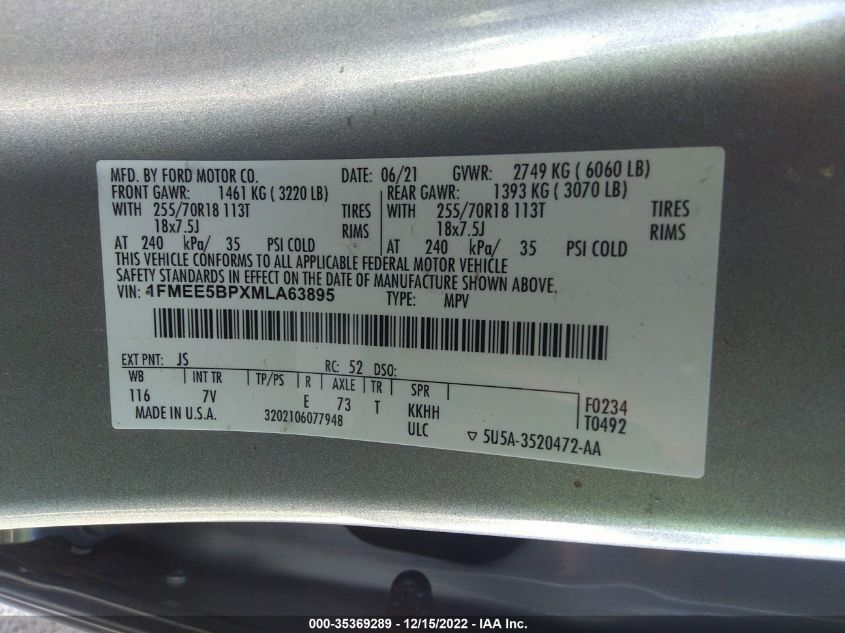 MFD. BY FORD MOTOR CO. DATE: 06/21 GVWR: 2749 KG ( 6060 LB)
FRONT GAWR: 1461 KG ( 3220 LB) REAR GAWR: 1393 KG ( 3070 LB)
WITH 255/70R18 113T TIRES WITH 255/70R18 113T TIRES
18x7.5J RIMS 18x7.5J RIMS
AT 240 kPa/ 35 PSI COLD AT 240 kPa/ 35 PSI COLD
THIS VEHICLE CONFORMS TO ALL APPLICABLE FEDERAL MOTOR VEHICLE
SAFETY STANDARDS IN EFFECT ON THE DATE OF MANUFACTURE SHOWN ABOVE.
VIN: 1FMEE5BPXMLA63895 TYPE: MPV
EXT PNT: JS RC: 52 DSO:
WB INT TR TP/PS R AXLE TR SPR
116 7V E 73 T KKHH F0234
MADE IN U.S.A. 3202106077948 ULC T0492
5U5A-3520472-AA
000-35369289 - 12/15/2022 - IAA Inc.